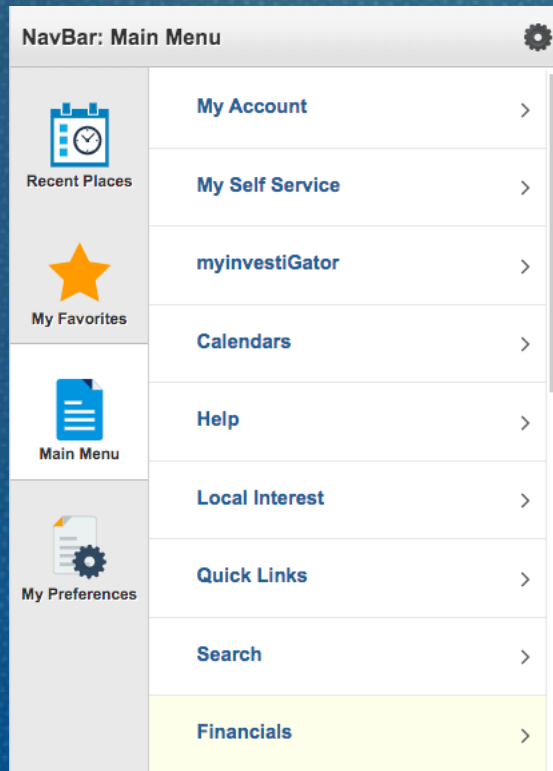 NavBar: Main Menu
Recent Places
My Favorites
Main Menu
My Preferences
My Account
My Self Service
myinvestiGator
Calendars
Help
Local Interest
Quick Links
Search
Financials